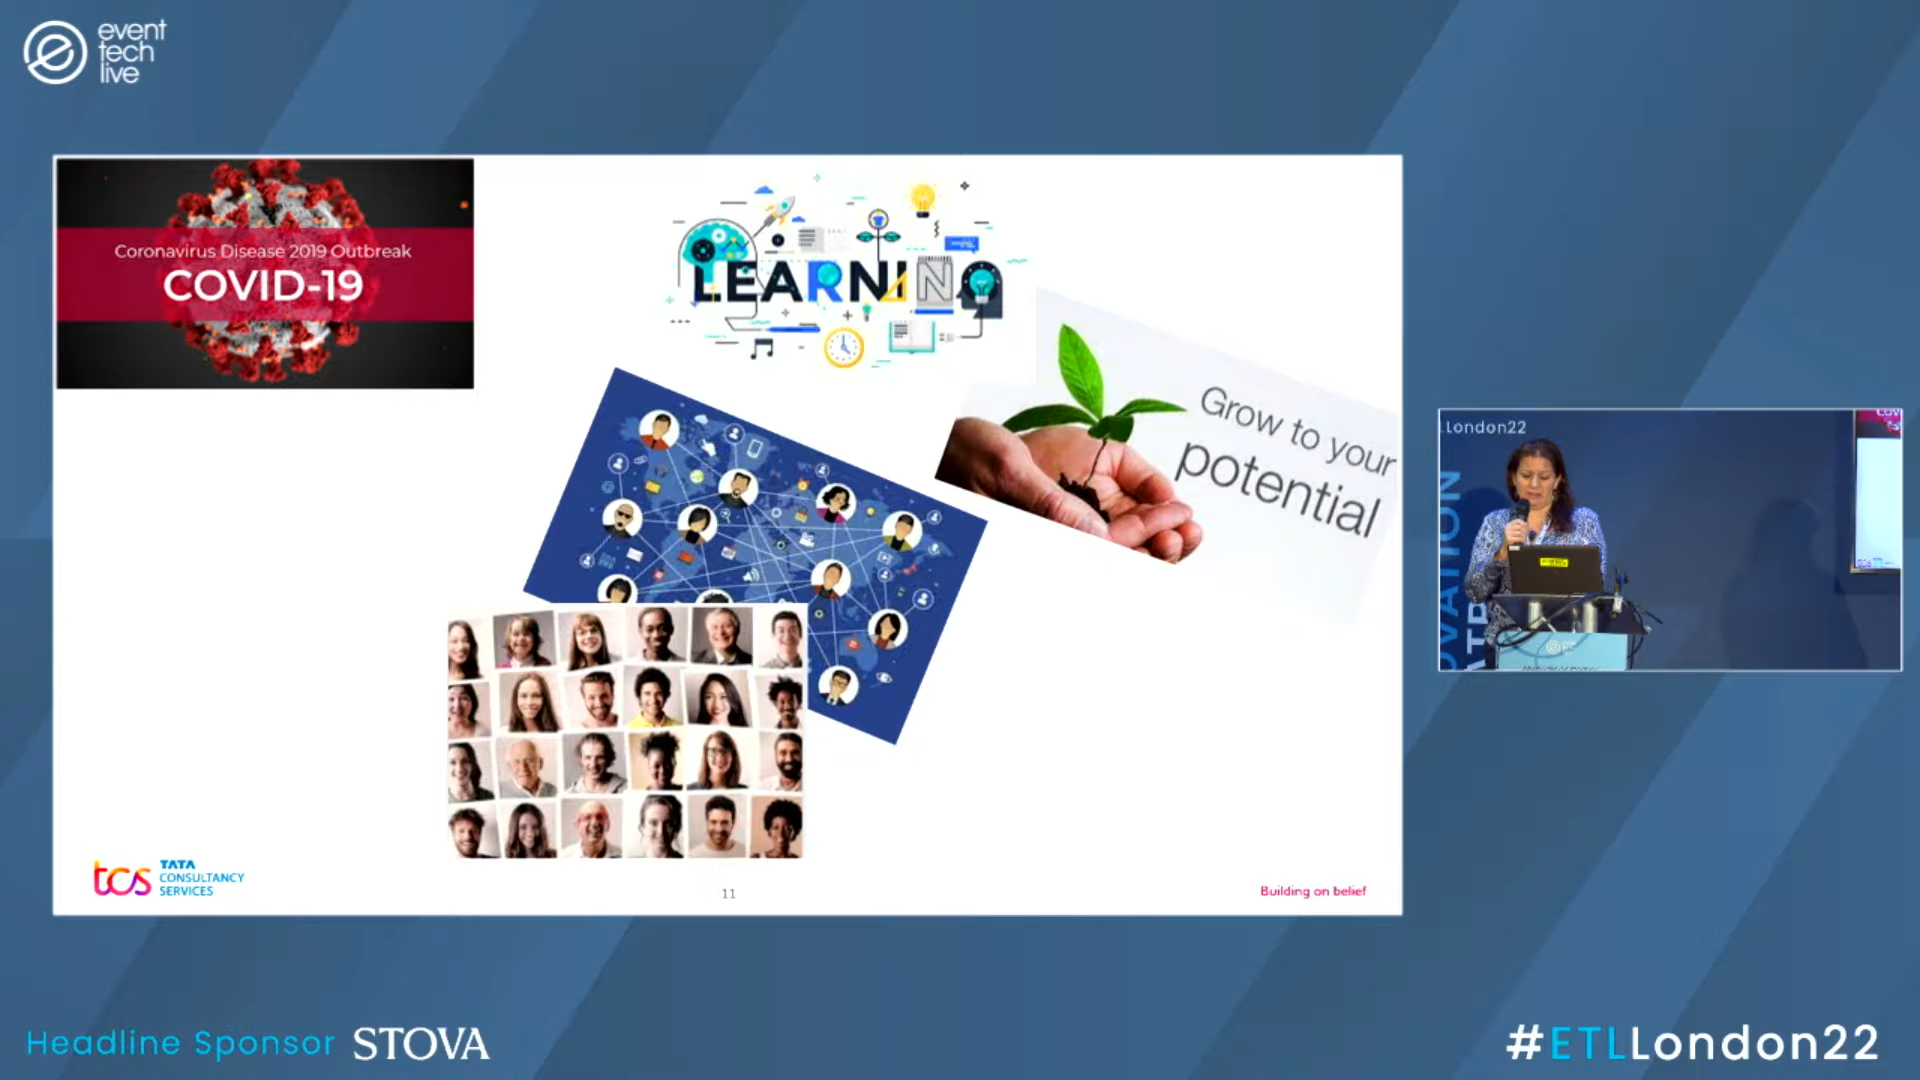 event
tech
live
Coronavirus Disease 2019 Outbreak
COVID-19
LEARNING
Grow to your
potential
London22
tcs TATA
CONSULTANCY
SERVICES
11
Building on belief
Headline Sponsor STOVA
#ETLLondon22